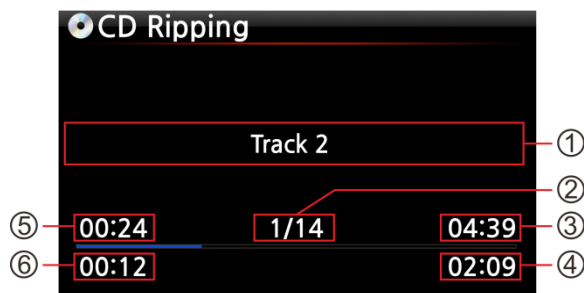 CD Ripping
Track 2
①
②
⑤ 00:24 1/14 04:39 ③
⑥ 00:12 02:09 ④